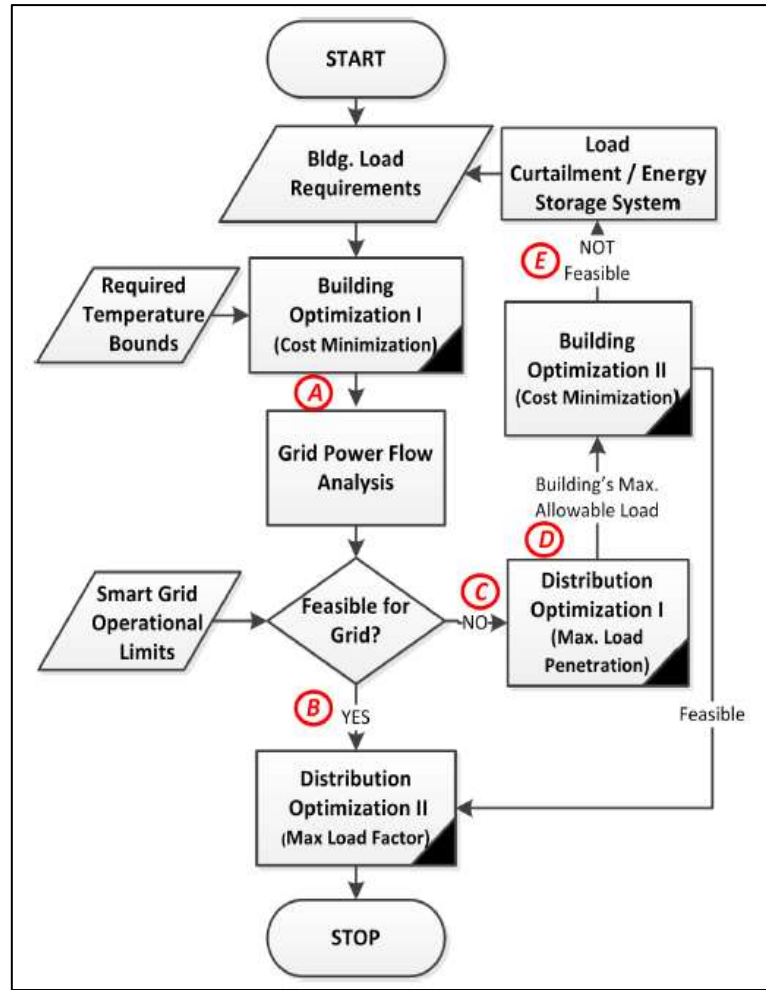 START
Bldg. Load
Requirements
Load
Curtailment / Energy
Storage System
E
NOT
Feasible
Required
Temperature
Bounds
Building
Optimization I
(Cost Minimization)
Building
Optimization II
(Cost Minimization)
A
Grid Power Flow
Analysis
Building's Max.
Allowable Load
D
Smart Grid
Operational
Limits
Feasible for
Grid?
C
NO
Distribution
Optimization I
(Max. Load
Penetration)
B
YES
Feasible
Distribution
Optimization II
(Max Load Factor)
STOP